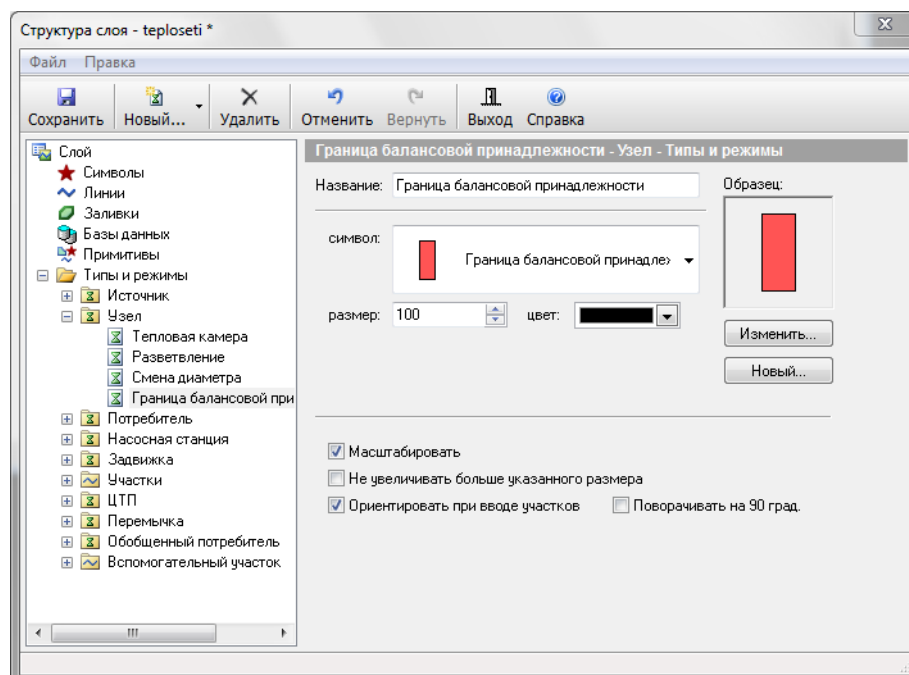 Структура слоя - teploseti *
Файл Правка
Сохранить Новый... Удалить Отменить Вернуть Выход Справка
Слой
Символы
Линии
Заливки
Базы данных
Примитивы
Типы и режимы
Источник
Узел
Тепловая камера
Разветвление
Смена диаметра
Граница балансовой при
Потребитель
Насосная станция
Задвижка
Участки
ЦТП
Перемычка
Обобщенный потребитель
Вспомогательный участок
Граница балансовой принадлежности - Узел - Типы и режимы
Название: Граница балансовой принадлежности
Образец:
символ: Граница балансовой принадле
размер: 100 цвет:
Изменить...
Новый...
Масштабировать
Не увеличивать больше указанного размера
Ориентировать при вводе участков Поворачивать на 90 град.